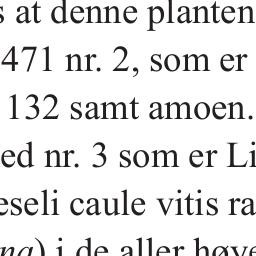 s at denne planten
471 nr. 2, som er
132 samt amoen.
ed nr. 3 som er Li
eseli caule vitis ra
na) i de aller høye